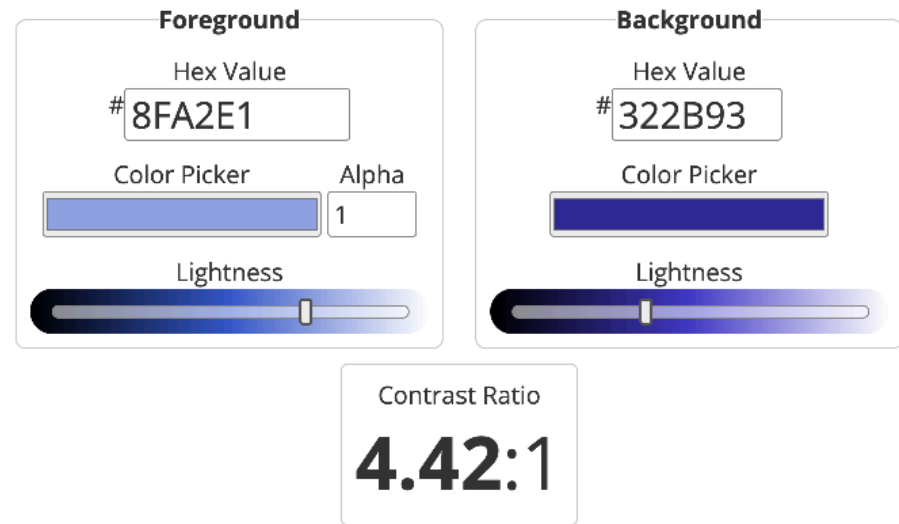 Foreground
Hex Value
# 8FA2E1
Color Picker Alpha
1
Lightness
Background
Hex Value
# 322B93
Color Picker
Lightness
Contrast Ratio
4.42:1